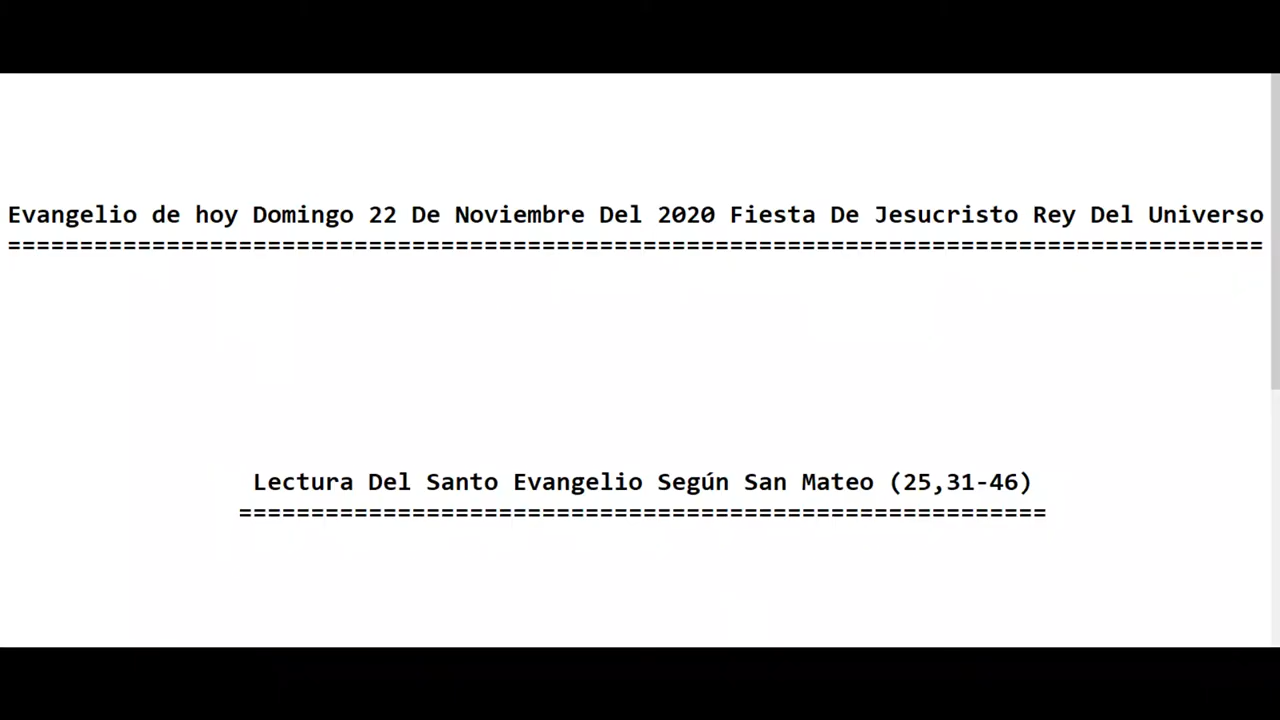 Evangelio de hoy Domingo 22 De Noviembre Del 2020 Fiesta De Jesucristo Rey Del Universo
=======================================================================================
Lectura Del Santo Evangelio Según San Mateo (25,31-46)
========================================================